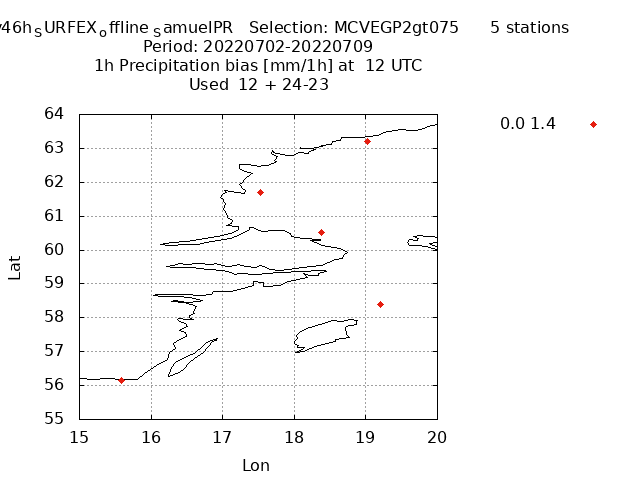 46h_SURFEX_offline_SamuelPR Selection: MCVEGP2gt075 5 stations
Period: 20220702-20220709
1h Precipitation bias [mm/1h] at 12 UTC
Used 12 + 24-23
0.0 1.4
64
63
62
61
60
59
58
57
56
55
Lat
15 16 17 18 19 20
Lon